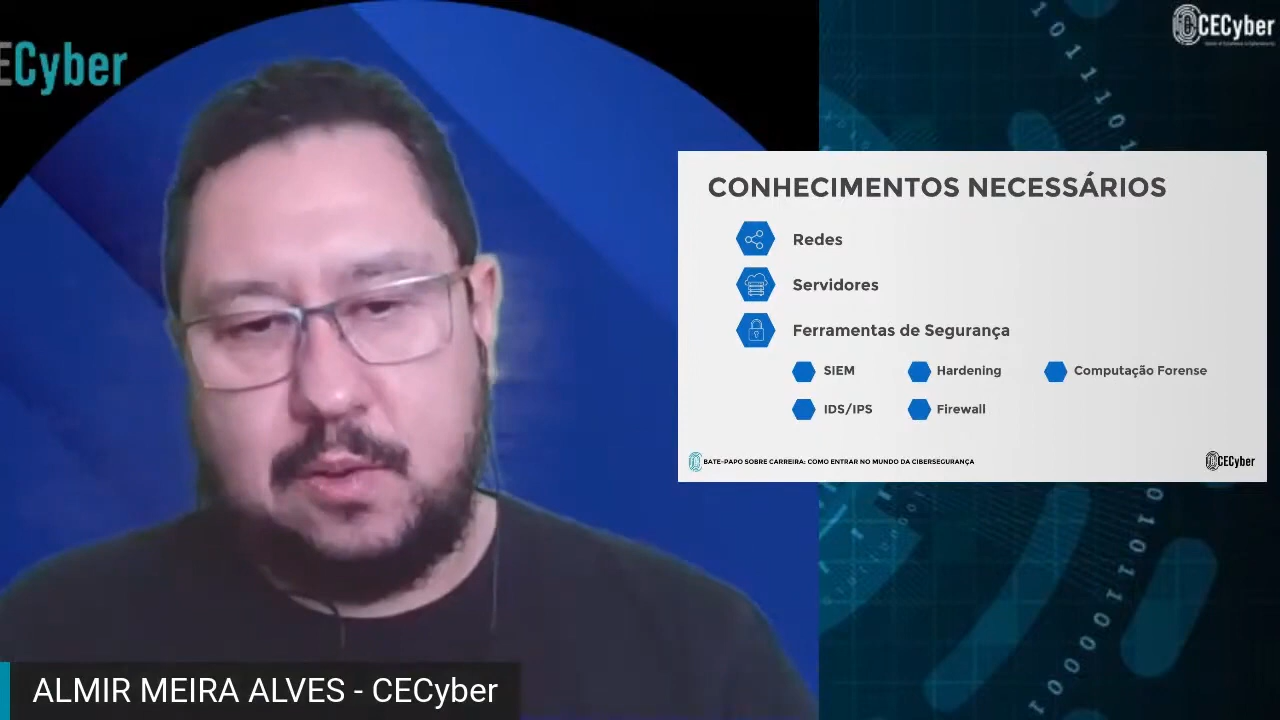 ECyber
CECyber
CONHECIMENTOS NECESSÁRIOS
Redes
Servidores
Ferramentas de Segurança
SIEM
Hardening
Computação Forense
IDS/IPS
Firewall
BATE-PAPO SOBRE CARREIRA: COMO ENTRAR NO MUNDO DA CIBERSEGURANÇA
CECyber
ALMIR MEIRA ALVES - CECyber